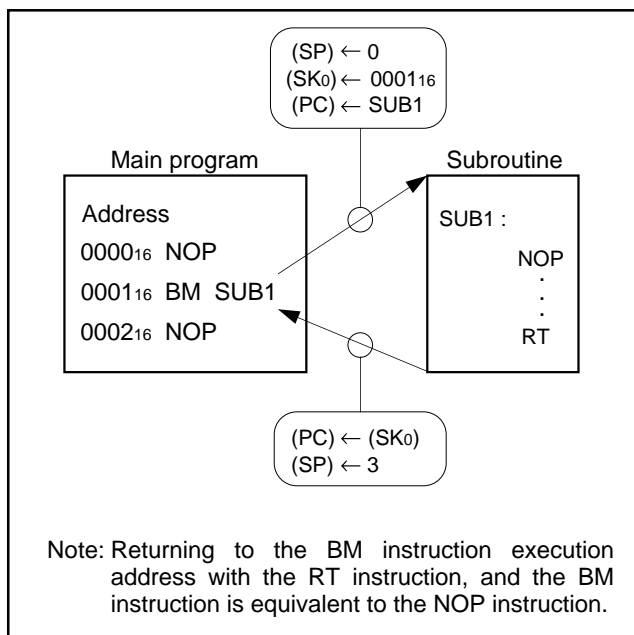 (SP) ← 0
(SK₀) ← 0001₁₆
(PC) ← SUB1
Main program
Subroutine
Address
0000₁₆ NOP
0001₁₆ BM SUB1
0002₁₆ NOP
SUB1 :
NOP
·
·
·
RT
(PC) ← (SK₀)
(SP) ← 3
Note: Returning to the BM instruction execution
address with the RT instruction, and the BM
instruction is equivalent to the NOP instruction.